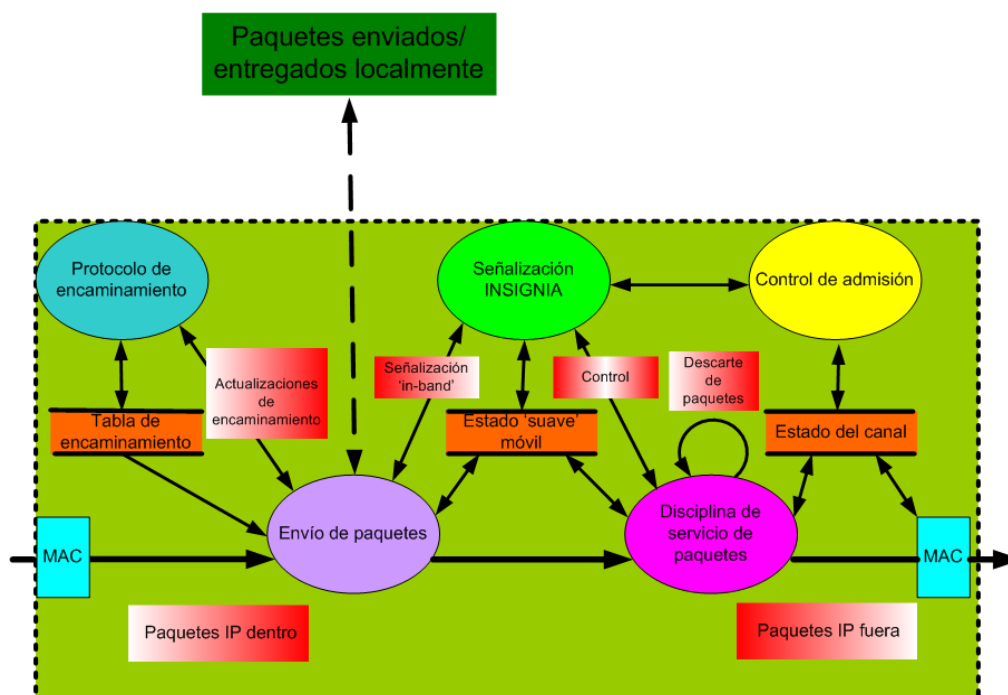 Paquetes enviados/
entregados localmente
Protocolo de
encaminamiento
Señalización
INSIGNIA
Control de admisión
Actualizaciones
de
encaminamiento
Señalización
'in-band'
Control
Descarte
de
paquetes
Tabla de
encaminamiento
Estado 'suave'
móvil
Estado del canal
MAC
Envío de paquetes
Disciplina de
servicio de
paquetes
MAC
Paquetes IP dentro
Paquetes IP fuera